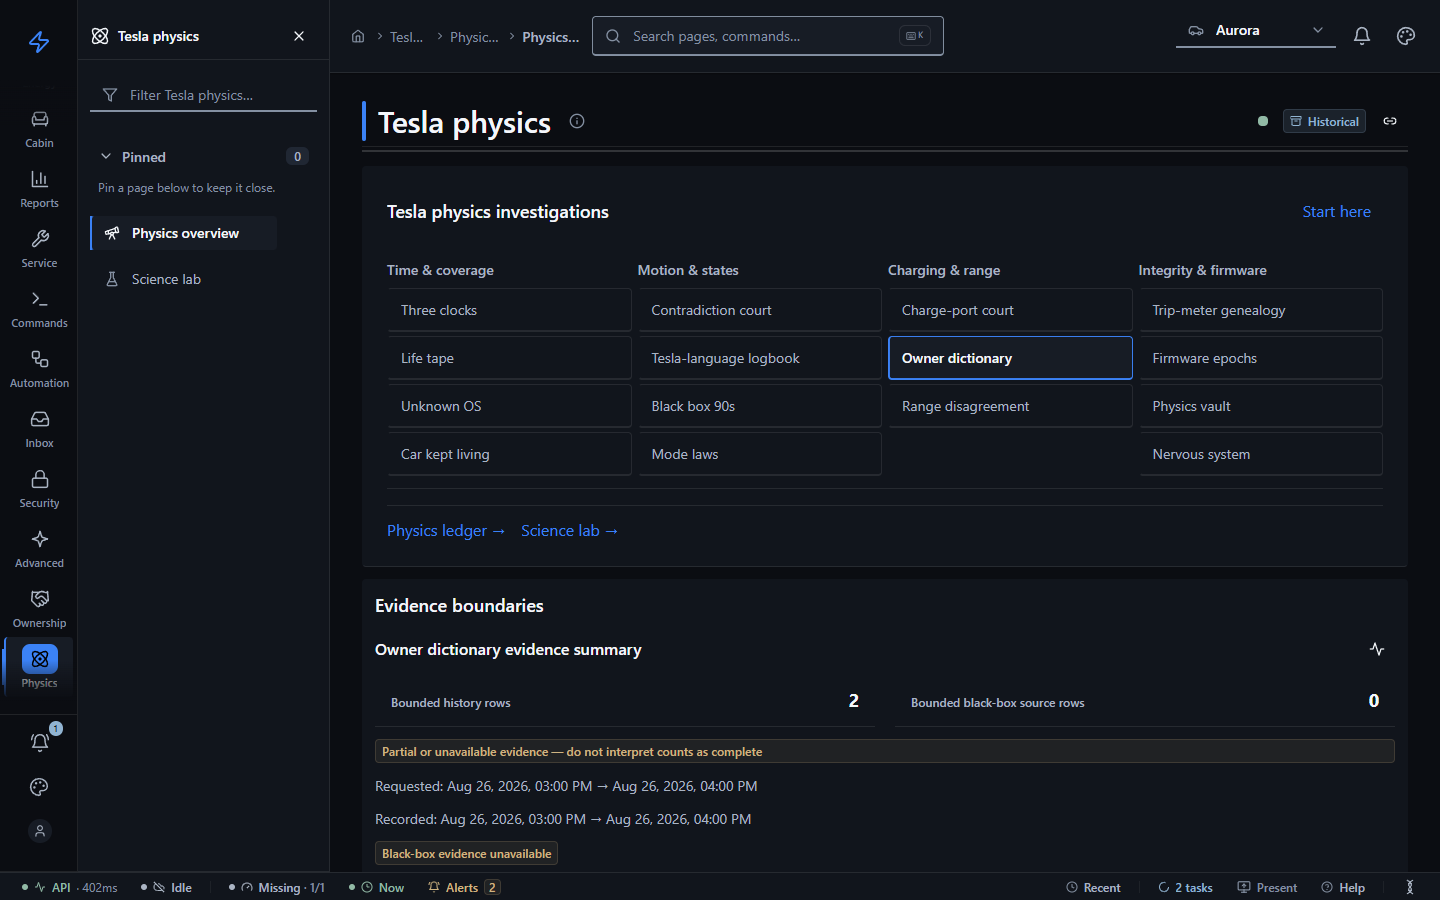 Tesla physics
Tesl... > Physic... > Physics...
Search pages, commands...
K
Aurora
Filter Tesla physics...
Pinned
0
Pin a page below to keep it close.
Physics overview
Science lab
Cabin
Reports
Service
Commands
Automation
Inbox
Security
Advanced
Ownership
Physics
1
Tesla physics
Historical
Tesla physics investigations
Start here
Time & coverage
Three clocks
Life tape
Unknown OS
Car kept living
Motion & states
Contradiction court
Tesla-language logbook
Black box 90s
Mode laws
Charging & range
Charge-port court
Owner dictionary
Range disagreement
Integrity & firmware
Trip-meter genealogy
Firmware epochs
Physics vault
Nervous system
Physics ledger →
Science lab →
Evidence boundaries
Owner dictionary evidence summary
Bounded history rows
2
Bounded black-box source rows
0
Partial or unavailable evidence — do not interpret counts as complete
Requested: Aug 26, 2026, 03:00 PM → Aug 26, 2026, 04:00 PM
Recorded: Aug 26, 2026, 03:00 PM → Aug 26, 2026, 04:00 PM
Black-box evidence unavailable
API · 402ms
Idle
Missing · 1/1
Now
Alerts 2
Recent
2 tasks
Present
Help